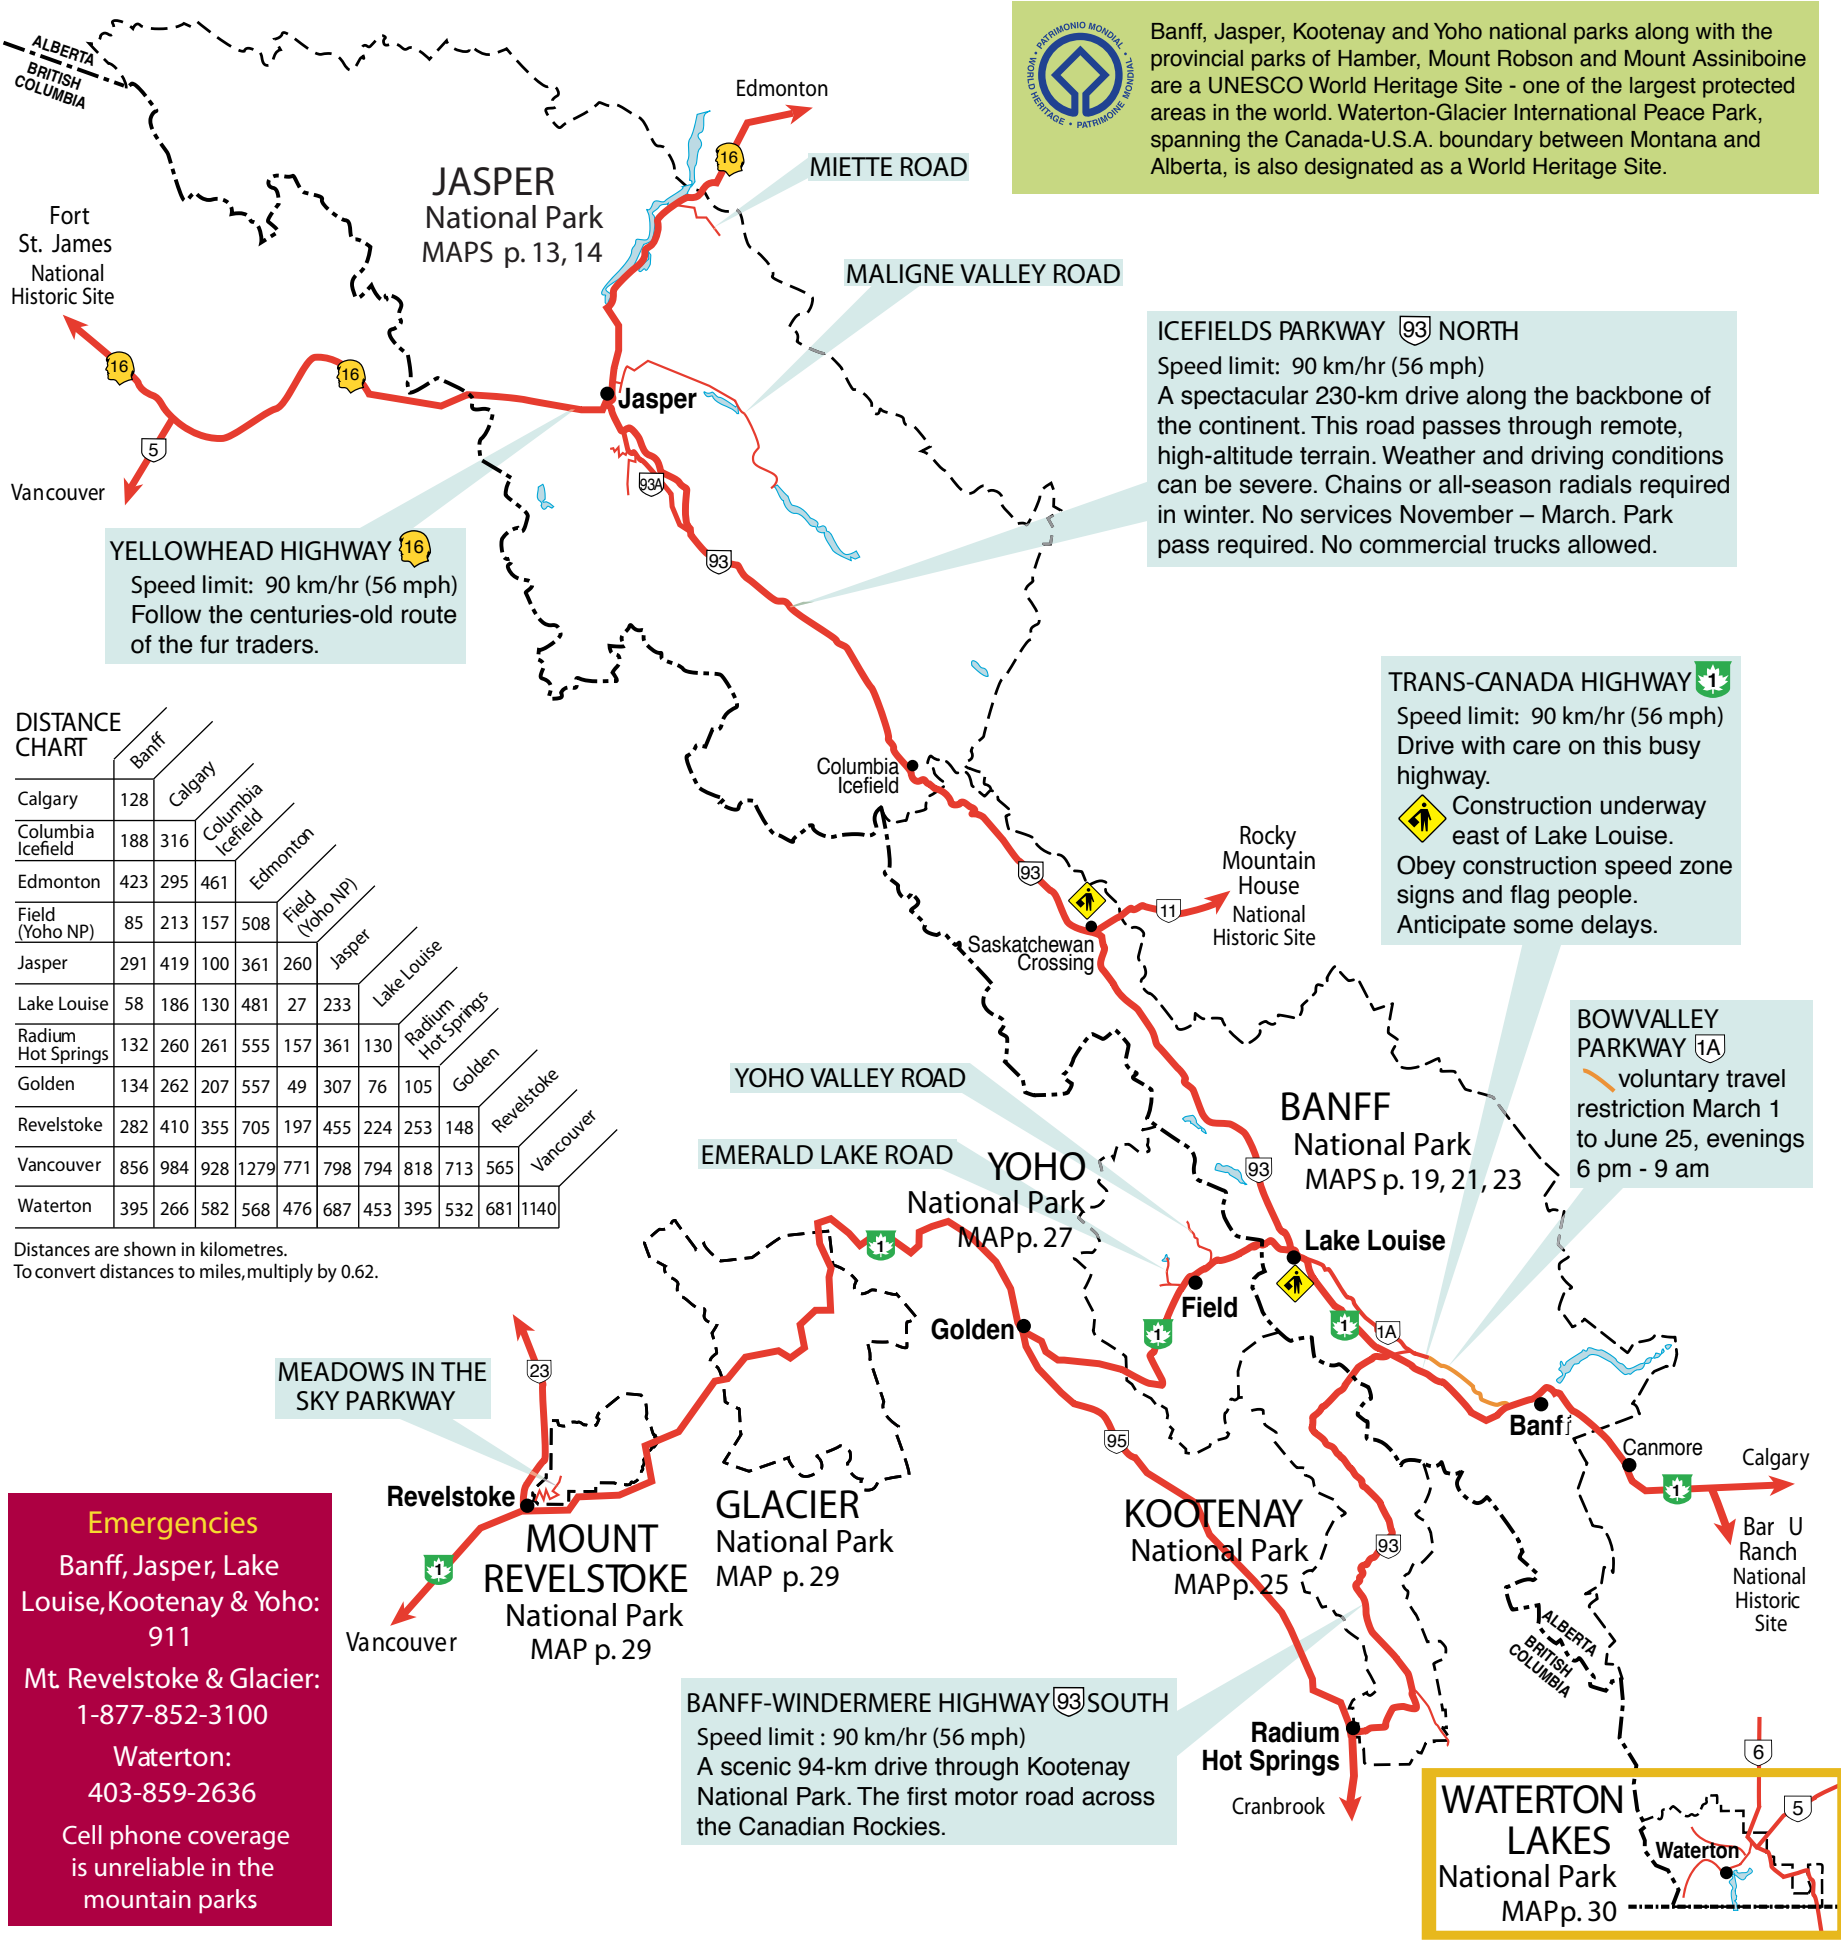 ALBERTA
BRITISH
COLUMBIA
PATRIMONIO MONDIAL • WORLD HERITAGE • PATRIMOINE MONDIAL •
Banff, Jasper, Kootenay and Yoho national parks along with the
provincial parks of Hamber, Mount Robson and Mount Assiniboine
are a UNESCO World Heritage Site - one of the largest protected
areas in the world. Waterton-Glacier International Peace Park,
spanning the Canada-U.S.A. boundary between Montana and
Alberta, is also designated as a World Heritage Site.
Edmonton
16
MIETTE ROAD
JASPER
National Park
MAPS p. 13, 14
Fort
St. James
National
Historic Site
MALIGNE VALLEY ROAD
16
16
5
Vancouver
Jasper
93A
93
ICEFIELDS PARKWAY 93 NORTH
Speed limit: 90 km/hr (56 mph)
A spectacular 230-km drive along the backbone of
the continent. This road passes through remote,
high-altitude terrain. Weather and driving conditions
can be severe. Chains or all-season radials required
in winter. No services November – March. Park
pass required. No commercial trucks allowed.
YELLOWHEAD HIGHWAY 16
Speed limit: 90 km/hr (56 mph)
Follow the centuries-old route
of the fur traders.
TRANS-CANADA HIGHWAY 1
Speed limit: 90 km/hr (56 mph)
Drive with care on this busy
highway.
Construction underway
east of Lake Louise.
Obey construction speed zone
signs and flag people.
Anticipate some delays.
DISTANCE
CHART
Banff
Calgary
Columbia
Icefield
Edmonton
Field
(Yoho NP)
Jasper
Lake Louise
Radium
Hot Springs
Golden
Revelstoke
Vancouver
Calgary 128
Columbia
Icefield 188 316
Edmonton 423 295 461
Field
(Yoho NP) 85 213 157 508
Jasper 291 419 100 361 260
Lake Louise 58 186 130 481 27 233
Radium
Hot Springs 132 260 261 555 157 361 130
Golden 134 262 207 557 49 307 76 105
Revelstoke 282 410 355 705 197 455 224 253 148
Vancouver 856 984 928 1279 771 798 794 818 713 565
Waterton 395 266 582 568 476 687 453 395 532 681 1140
Distances are shown in kilometres.
To convert distances to miles, multiply by 0.62.
Columbia
Icefield
93
Rocky
Mountain
House
National
Historic Site
11
Saskatchewan
Crossing
BOW VALLEY
PARKWAY 1A
voluntary travel
restriction March 1
to June 25, evenings
6 pm - 9 am
YOHO VALLEY ROAD
EMERALD LAKE ROAD
YOHO
National Park
MAP p. 27
BANFF
National Park
MAPS p. 19, 21, 23
93
1
Lake Louise
Field
1
1
1A
Golden
MEADOWS IN THE
SKY PARKWAY
23
95
Banff
Canmore
Calgary
1
Bar U
Ranch
National
Historic
Site
Revelstoke
1
Vancouver
MOUNT
REVELSTOKE
National Park
MAP p. 29
GLACIER
National Park
MAP p. 29
KOOTENAY
National Park
MAP p. 25
93
ALBERTA
BRITISH
COLUMBIA
Emergencies
Banff, Jasper, Lake
Louise, Kootenay & Yoho:
911
Mt. Revelstoke & Glacier:
1-877-852-3100
Waterton:
403-859-2636
Cell phone coverage
is unreliable in the
mountain parks
BANFF-WINDERMERE HIGHWAY 93 SOUTH
Speed limit : 90 km/hr (56 mph)
A scenic 94-km drive through Kootenay
National Park. The first motor road across
the Canadian Rockies.
Radium
Hot Springs
Cranbrook
6
5
WATERTON
LAKES
National Park
MAP p. 30
Waterton